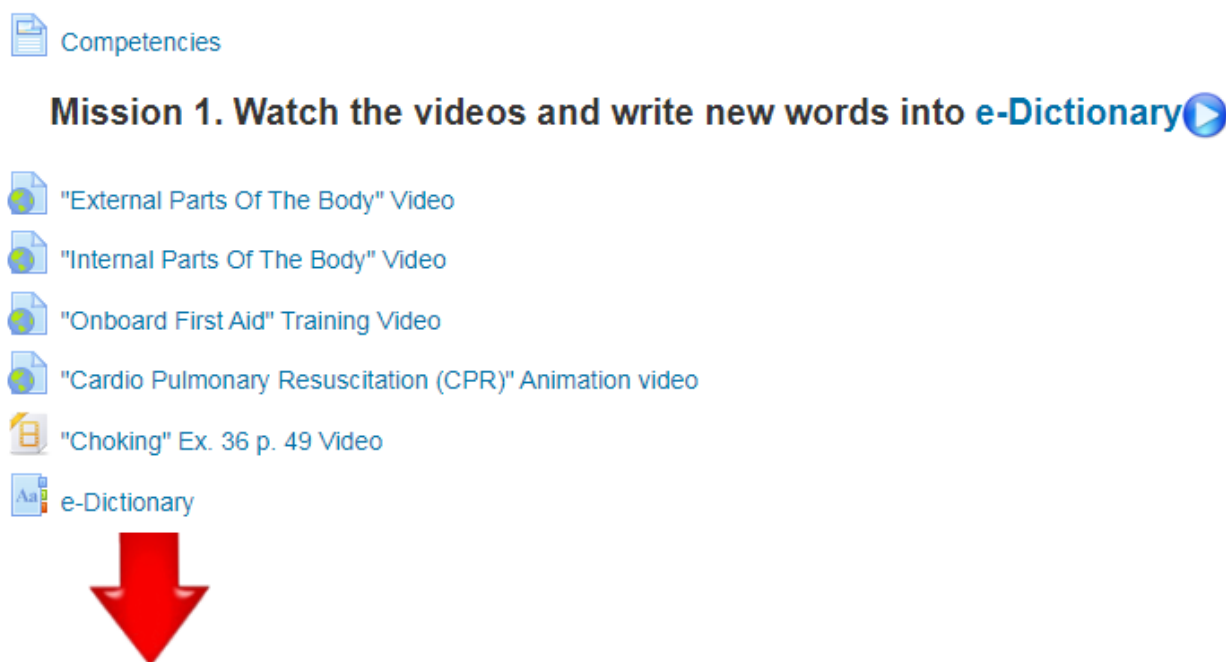 Competencies
Mission 1. Watch the videos and write new words into e-Dictionary
"External Parts Of The Body" Video
"Internal Parts Of The Body" Video
"Onboard First Aid" Training Video
"Cardio Pulmonary Resuscitation (CPR)" Animation video
"Choking" Ex. 36 p. 49 Video
Aa
e-Dictionary